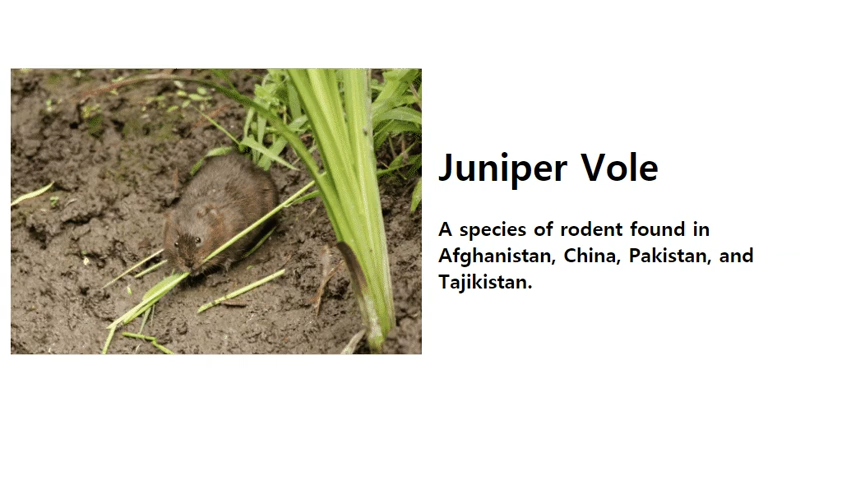 Juniper Vole
A species of rodent found in
Afghanistan, China, Pakistan, and
Tajikistan.